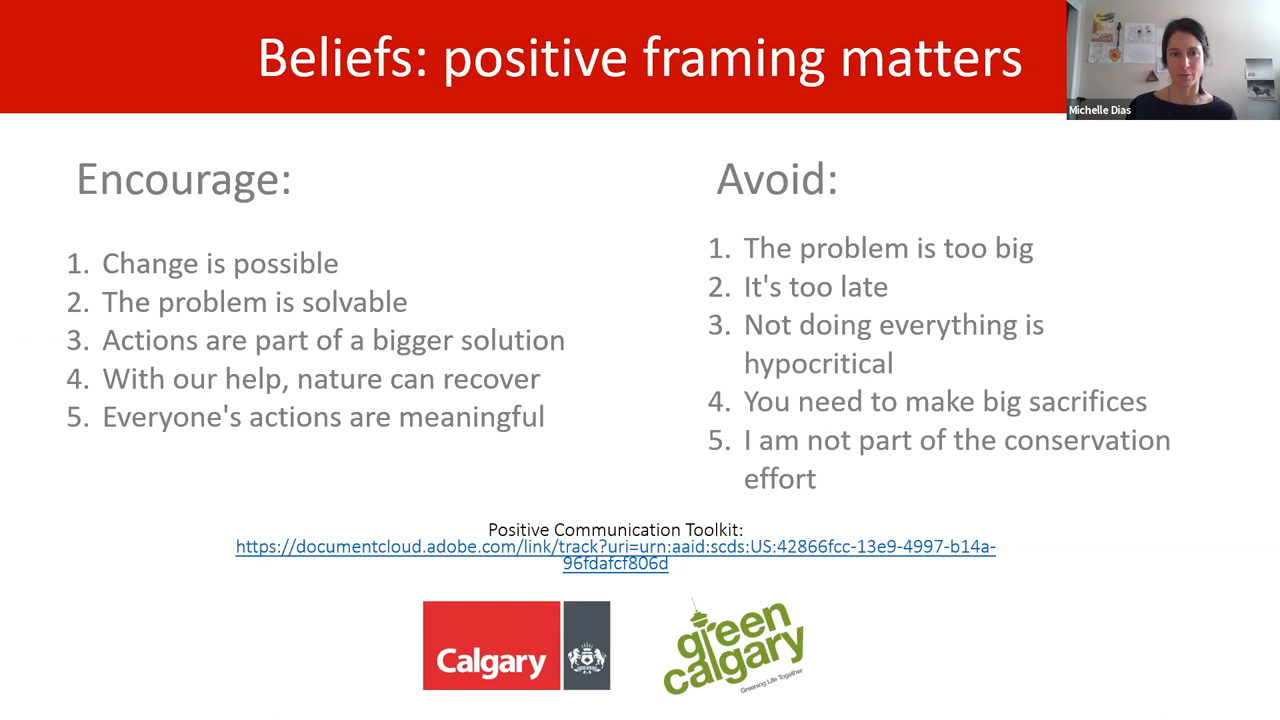 Beliefs: positive framing matters
Michelle Dias
Encourage:
1. Change is possible
2. The problem is solvable
3. Actions are part of a bigger solution
4. With our help, nature can recover
5. Everyone's actions are meaningful
Avoid:
1. The problem is too big
2. It's too late
3. Not doing everything is
hypocritical
4. You need to make big sacrifices
5. I am not part of the conservation
effort
Positive Communication Toolkit:
https://documentcloud.adobe.com/link/track?uri=urn:aaid:scds:US:42866fcc-13e9-4997-b14a-
96fdafcf806d
Calgary
green
calgary
Greening Life Together